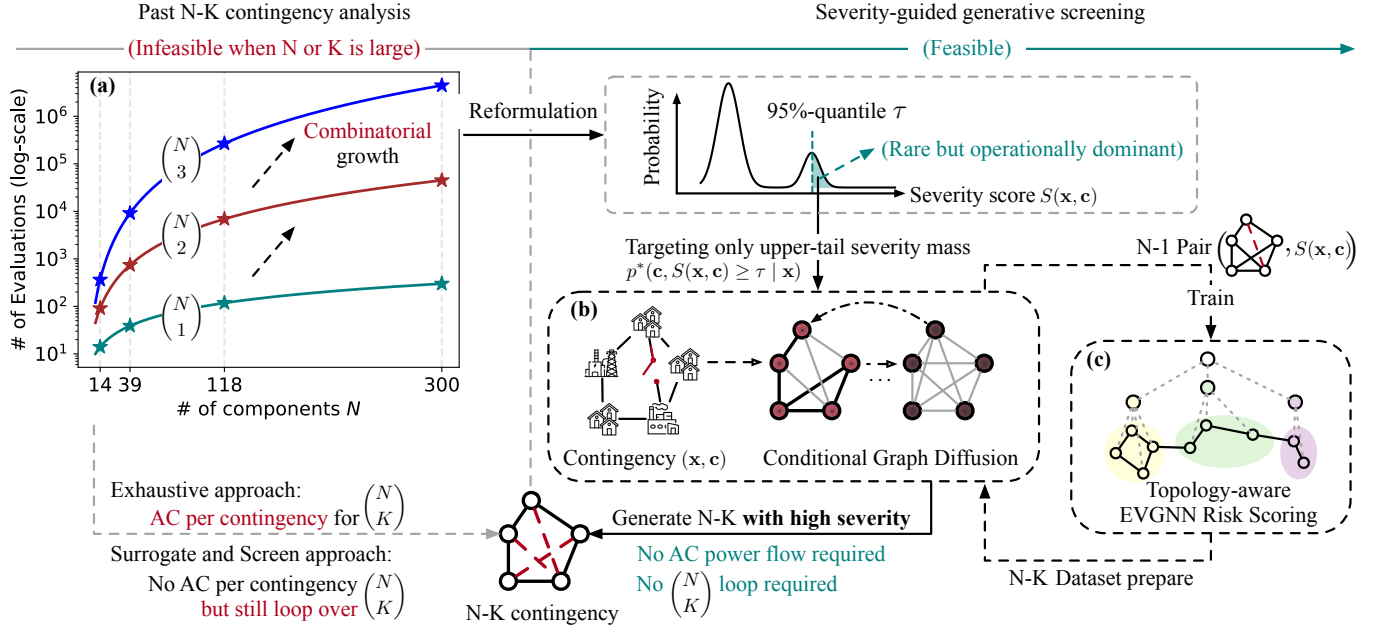 Past N-K contingency analysis
Severity-guided generative screening
(Infeasible when N or K is large)
(Feasible)
(a)
# of Evaluations (log-scale)
10^6
10^5
10^4
10^3
10^2
10^1
(N 3)
(N 2)
(N 1)
Combinatorial
growth
14 39 118 300
# of components N
Reformulation
Probability
95%-quantile τ
(Rare but operationally dominant)
Severity score S(x, c)
Targeting only upper-tail severity mass
p*(c, S(x, c) ≥ τ | x)
N-1 Pair ( , S(x, c))
Train
(b)
...
Contingency (x, c)
Conditional Graph Diffusion
(c)
Topology-aware
EVGNN Risk Scoring
N-K Dataset prepare
Exhaustive approach:
AC per contingency for (N K)
Surrogate and Screen approach:
No AC per contingency
but still loop over (N K)
N-K contingency
Generate N-K with high severity
No AC power flow required
No (N K) loop required